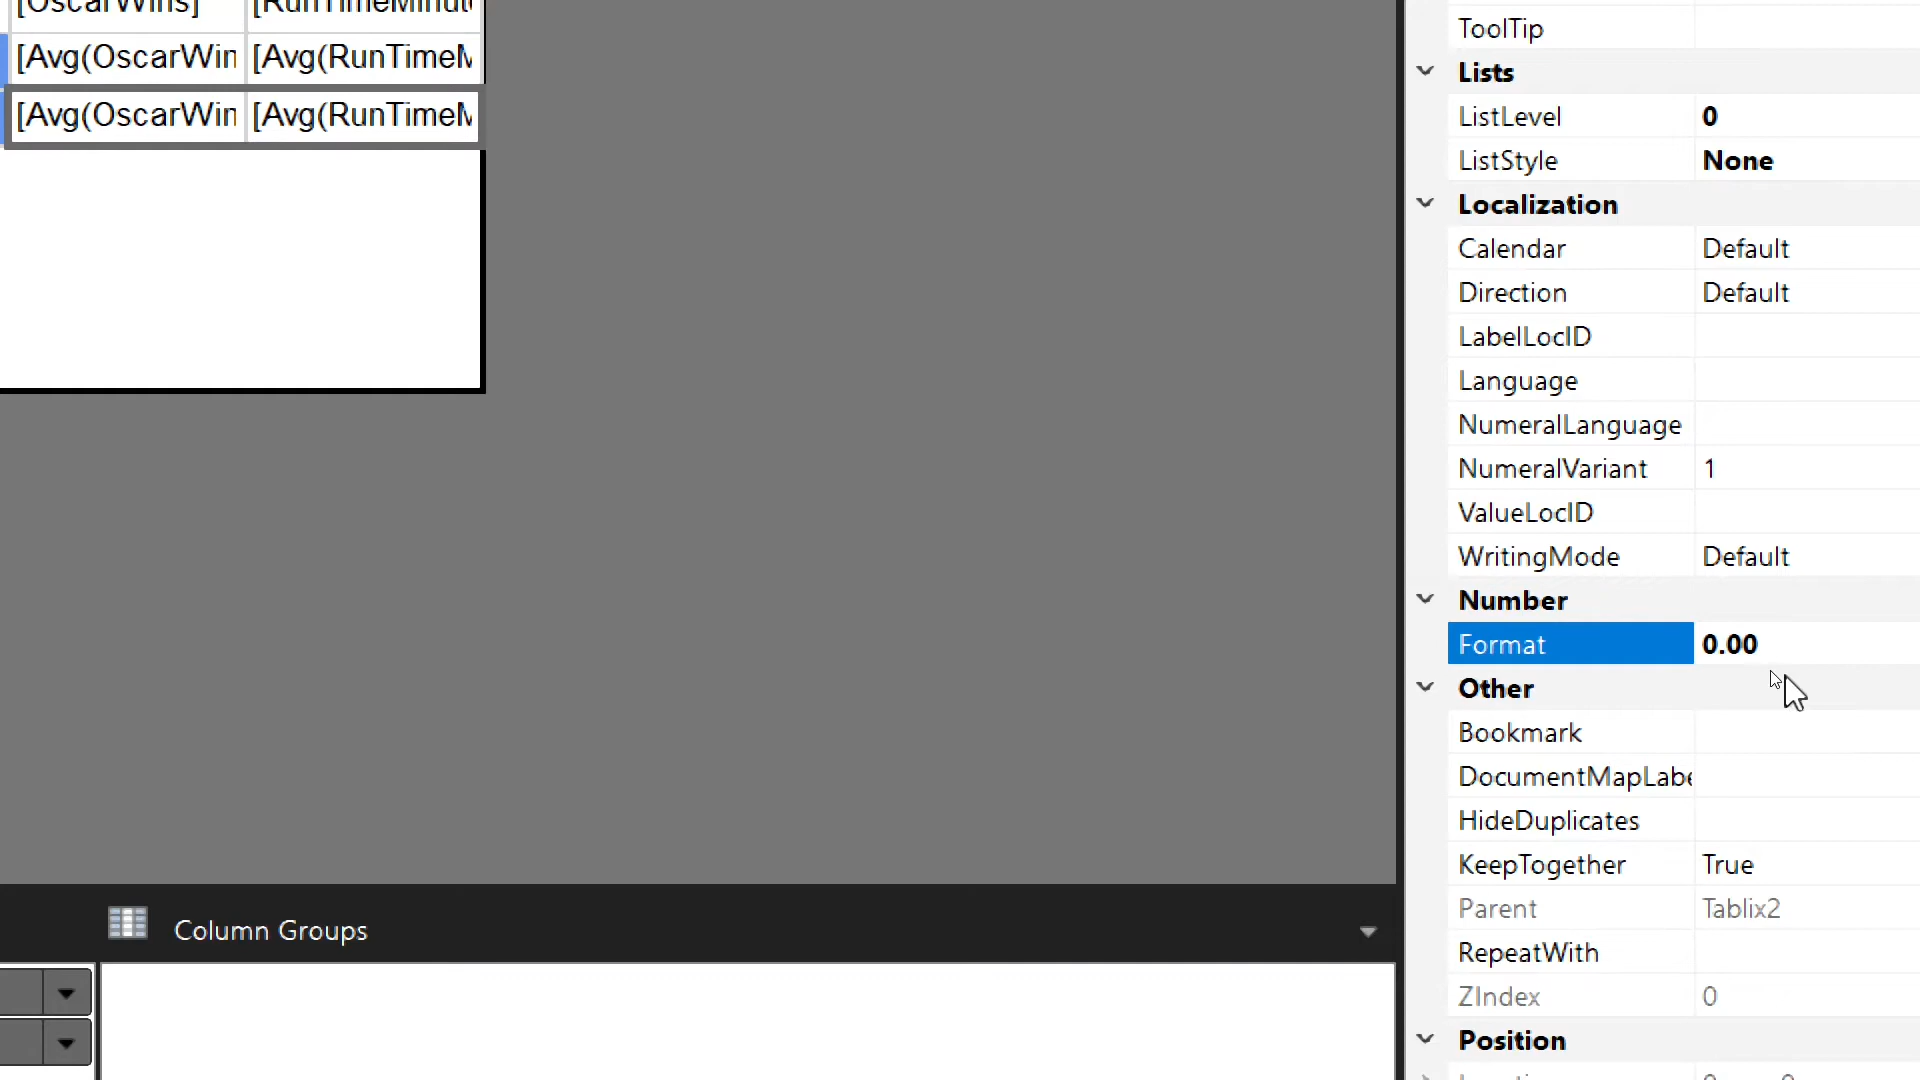 [OscarWins] [RunTimeMinut
[Avg(OscarWin [Avg(RunTimeM
[Avg(OscarWin [Avg(RunTimeM
Column Groups
ToolTip
Lists
ListLevel 0
ListStyle None
Localization
Calendar Default
Direction Default
LabelLocID
Language
NumeralLanguage
NumeralVariant 1
ValueLocID
WritingMode Default
Number
Format 0.00
Other
Bookmark
DocumentMapLabe
HideDuplicates
KeepTogether True
Parent Tablix2
RepeatWith
ZIndex 0
Position